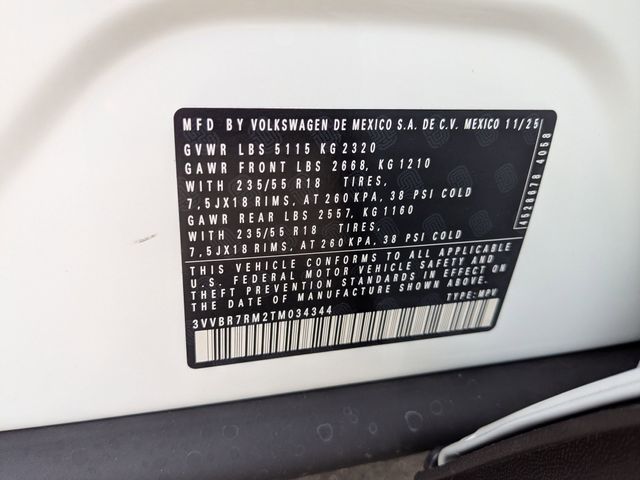 MFD BY VOLKSWAGEN DE MEXICO S.A. DE C.V. MEXICO 11/25
GVWR LBS 5115 KG 2320
GAWR FRONT LBS 2668, KG 1210
WITH 235/55 R18 TIRES,
7,5JX18 RIMS, AT 260 KPA, 38 PSI COLD
GAWR REAR LBS 2557, KG 1160
WITH 235/55 R18 TIRES,
7,5JX18 RIMS, AT 260 KPA, 38 PSI COLD
THIS VEHICLE CONFORMS TO ALL APPLICABLE
U.S. FEDERAL MOTOR VEHICLE SAFETY AND
THEFT PREVENTION STANDARDS IN EFFECT ON
THE DATE OF MANUFACTURE SHOWN ABOVE.
TYPE: MPV
3VVBR7RM2TM034344
4528678 4058